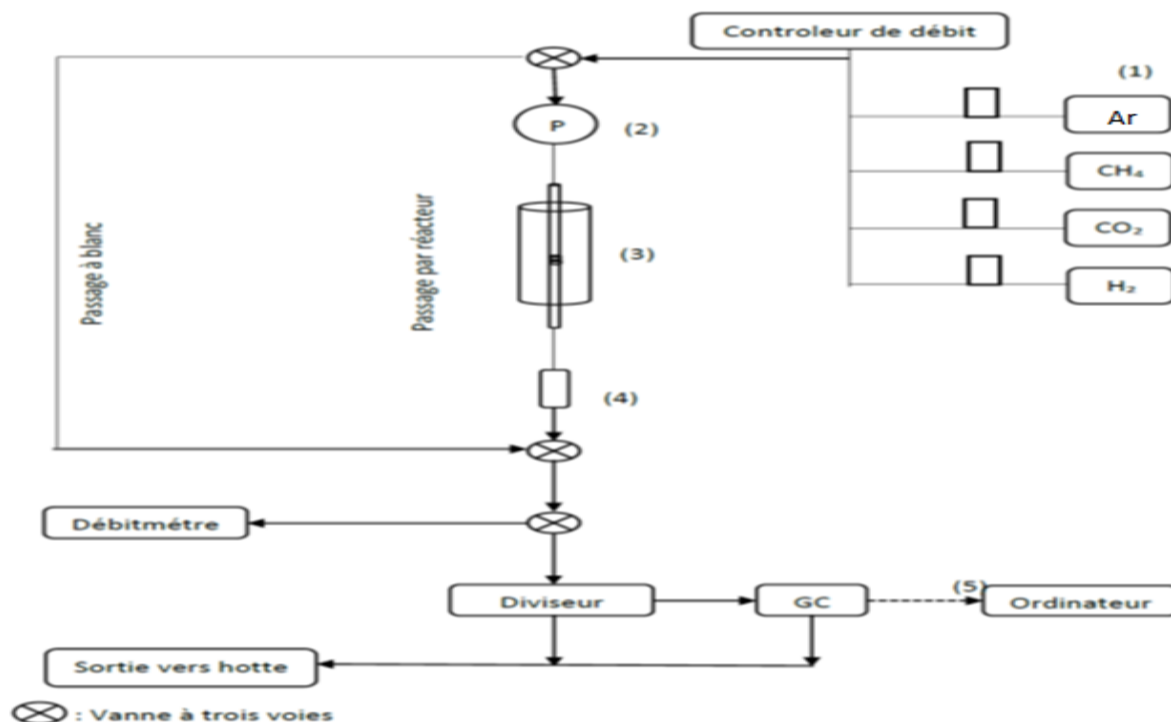 Controleur de débit
(1)
Ar
CH₄
CO₂
H₂
P
(2)
Passage à blanc
Passage par réacteur
(3)
(4)
Débitmétre
Diviseur
GC
(5)
Ordinateur
Sortie vers hotte
: Vanne à trois voies